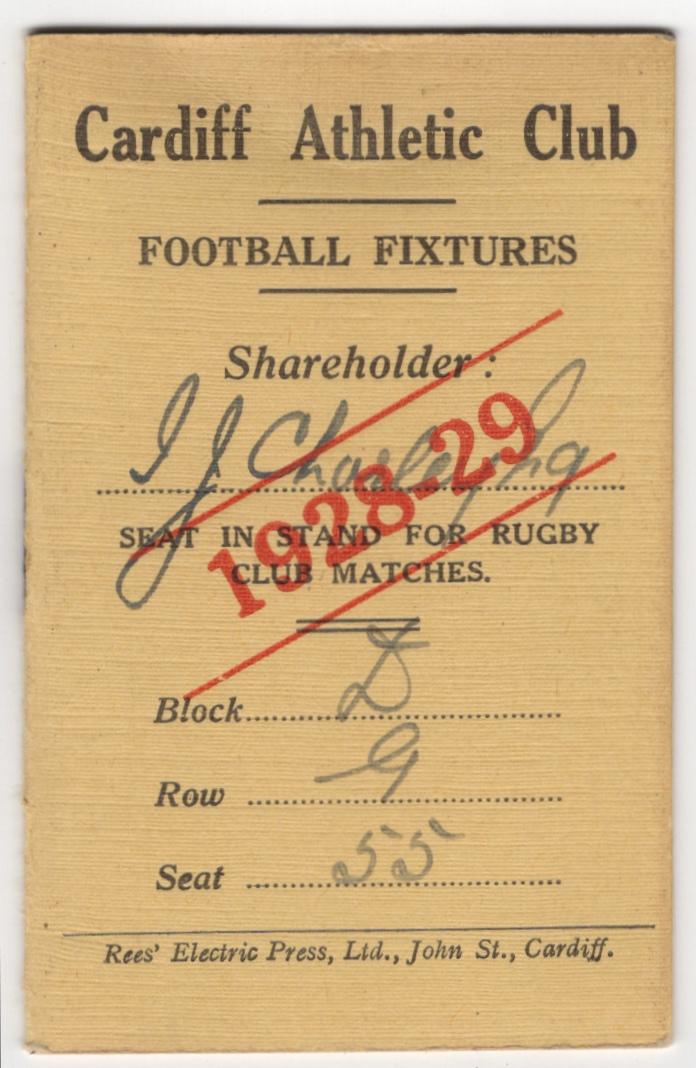 Cardiff Athletic Club
FOOTBALL FIXTURES
Shareholder :
I J
1928-29
SEAT IN STAND FOR RUGBY
CLUB MATCHES.
Block D
Row
Seat 55
Rees' Electric Press, Ltd., John St., Cardiff.